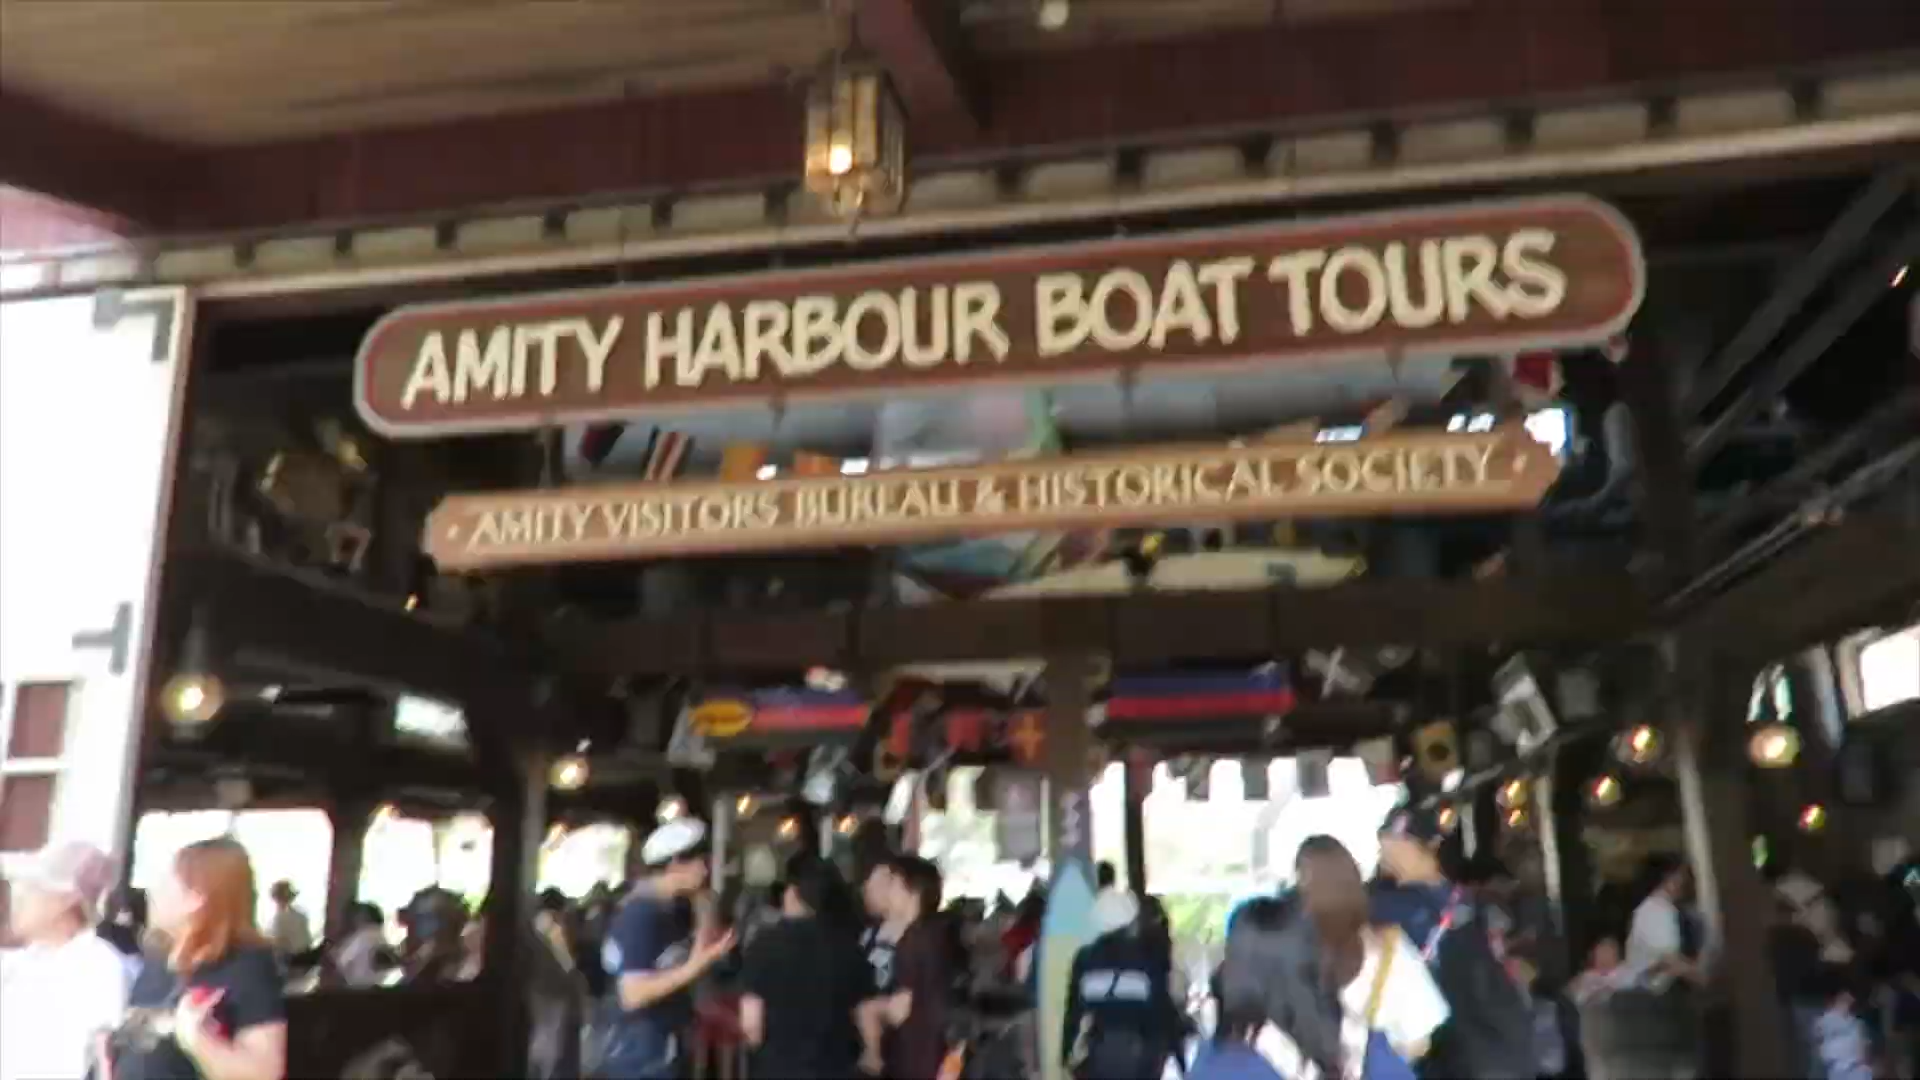 AMITY HARBOUR BOAT TOURS
· AMITY VISITORS BUREAU & HISTORICAL SOCIETY ·